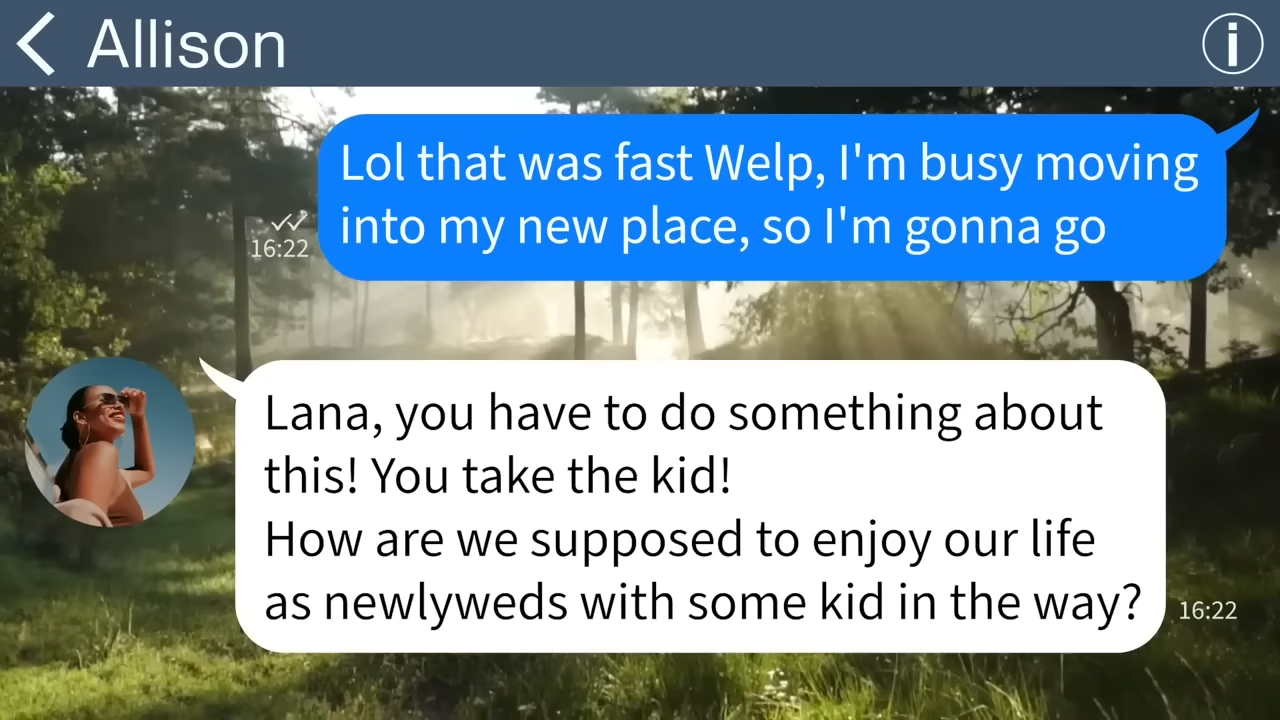 Allison
i
Lol that was fast Welp, I'm busy moving
into my new place, so I'm gonna go
16:22
Lana, you have to do something about
this! You take the kid!
How are we supposed to enjoy our life
as newlyweds with some kid in the way?
16:22